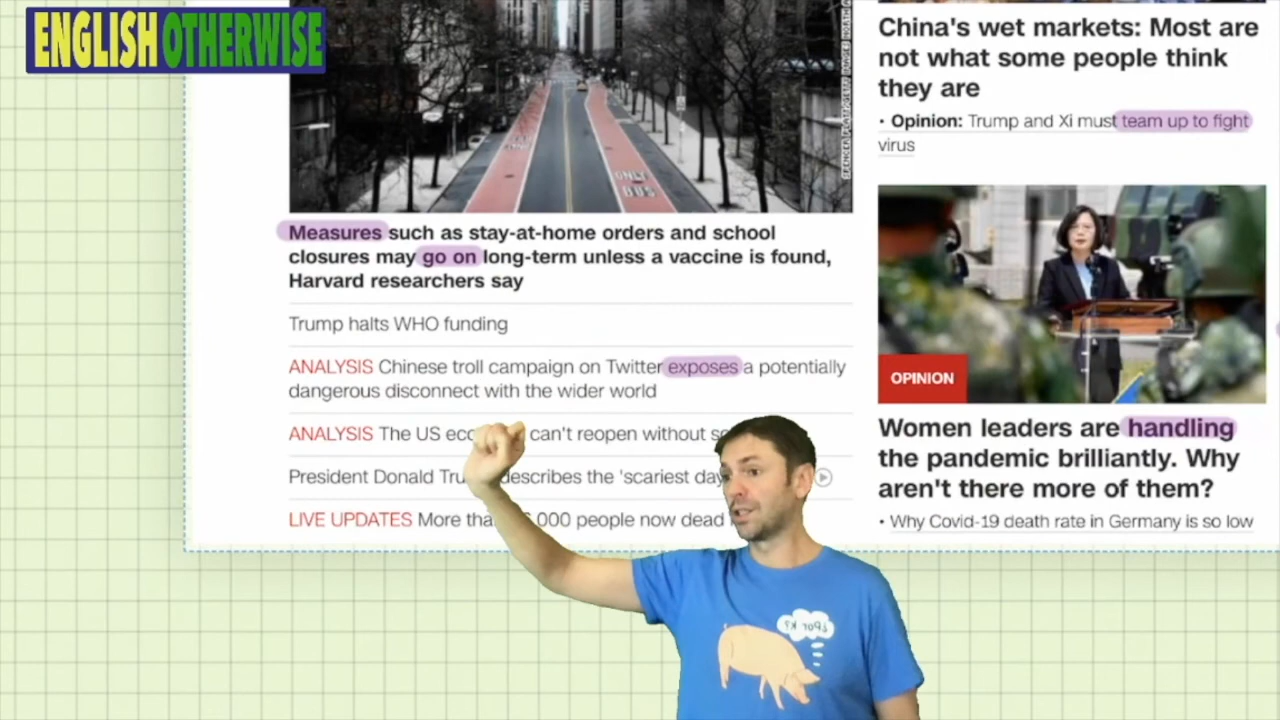 ENGLISH OTHERWISE
China's wet markets: Most are
not what some people think
they are
• Opinion: Trump and Xi must team up to fight
virus
ONLY
BUS
Measures such as stay-at-home orders and school
closures may go on long-term unless a vaccine is found,
Harvard researchers say
Trump halts WHO funding
ANALYSIS Chinese troll campaign on Twitter exposes a potentially
dangerous disconnect with the wider world
ANALYSIS The US eco can't reopen without so
President Donald Tru describes the 'scariest day
LIVE UPDATES More tha 6,000 people now dead
OPINION
Women leaders are handling
the pandemic brilliantly. Why
aren't there more of them?
• Why Covid-19 death rate in Germany is so low
¿Por k?